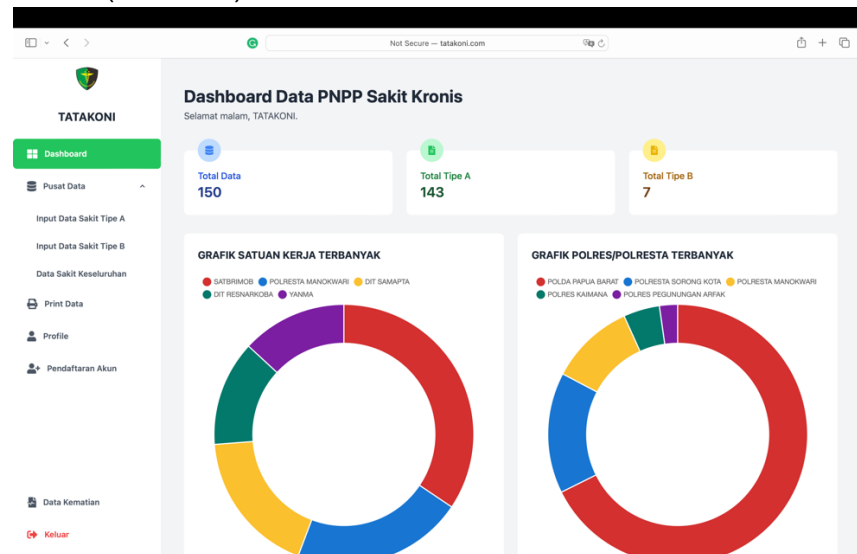 Not Secure — tatakoni.com
TATAKONI
Dashboard
Pusat Data
Input Data Sakit Tipe A
Input Data Sakit Tipe B
Data Sakit Keseluruhan
Print Data
Profile
Pendaftaran Akun
Data Kematian
Keluar
Dashboard Data PNPP Sakit Kronis
Selamat malam, TATAKONI.
Total Data
150
Total Tipe A
143
Total Tipe B
7
GRAFIK SATUAN KERJA TERBANYAK
SATBRIMOB POLRESTA MANOKWARI DIT SAMAPTA
DIT RESNARKOBA YANMA
GRAFIK POLRES/POLRESTA TERBANYAK
POLDA PAPUA BARAT POLRESTA SORONG KOTA POLRESTA MANOKWARI
POLRES KAIMANA POLRES PEGUNUNGAN ARFAK